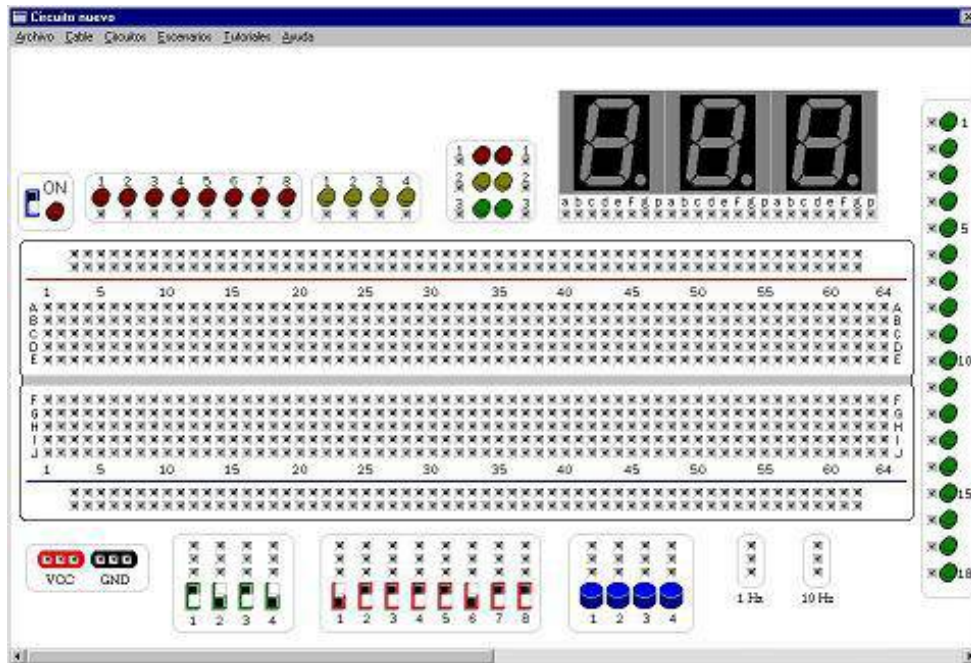 Circuito nuevo
Archivo Cable Circuitos Escenarios Tutoriales Ayuda
1
1 1
2 2
3 3
ON
1 2 3 4 5 6 7 8
1 2 3 4
a b c d e f g p a b c d e f g p a b c d e f g p
5
1 5 10 15 20 25 30 35 40 45 50 55 60 64
A A
B B
C C
D D
E E
10
F F
G G
H H
I I
J J
1 5 10 15 20 25 30 35 40 45 50 55 60 64
15
VCC GND
18
1 Hz 10 Hz
1 2 3 4
1 2 3 4 5 6 7 8
1 2 3 4